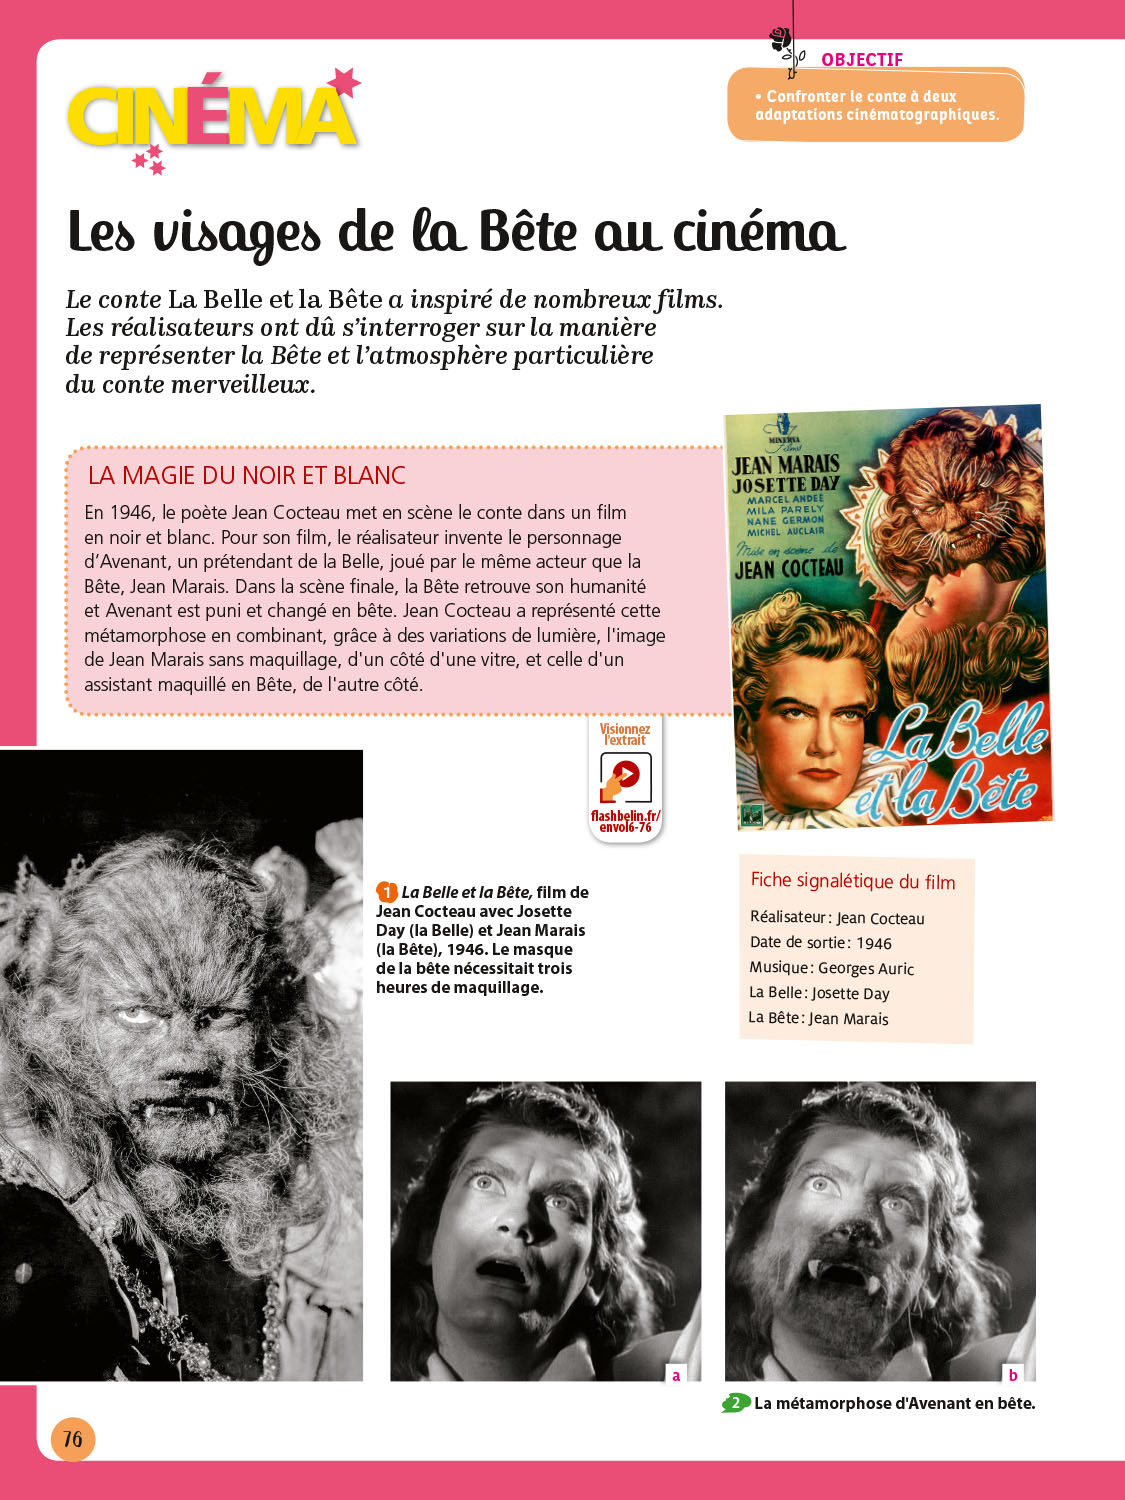 OBJECTIF
• Confronter le conte à deux
adaptations cinématographiques.
CINÉMA
Les visages de la Bête au cinéma
Le conte La Belle et la Bête a inspiré de nombreux films.
Les réalisateurs ont dû s’interroger sur la manière
de représenter la Bête et l’atmosphère particulière
du conte merveilleux.
LA MAGIE DU NOIR ET BLANC
En 1946, le poète Jean Cocteau met en scène le conte dans un film
en noir et blanc. Pour son film, le réalisateur invente le personnage
d’Avenant, un prétendant de la Belle, joué par le même acteur que la
Bête, Jean Marais. Dans la scène finale, la Bête retrouve son humanité
et Avenant est puni et changé en bête. Jean Cocteau a représenté cette
métamorphose en combinant, grâce à des variations de lumière, l'image
de Jean Marais sans maquillage, d'un côté d'une vitre, et celle d'un
assistant maquillé en Bête, de l'autre côté.
MINERVA
Films
JEAN MARAIS
JOSETTE DAY
MARCEL ANDRÉ
MILA PARELY
NANE GERMON
MICHEL AUCLAIR
Mise en scène de
JEAN COCTEAU
La Belle
et la Bête
Visionnez
l'extrait
flashbelin.fr/
envol6-76
1 La Belle et la Bête, film de
Jean Cocteau avec Josette
Day (la Belle) et Jean Marais
(la Bête), 1946. Le masque
de la bête nécessitait trois
heures de maquillage.
Fiche signalétique du film
Réalisateur : Jean Cocteau
Date de sortie : 1946
Musique : Georges Auric
La Belle : Josette Day
La Bête : Jean Marais
a
b
2 La métamorphose d'Avenant en bête.
76